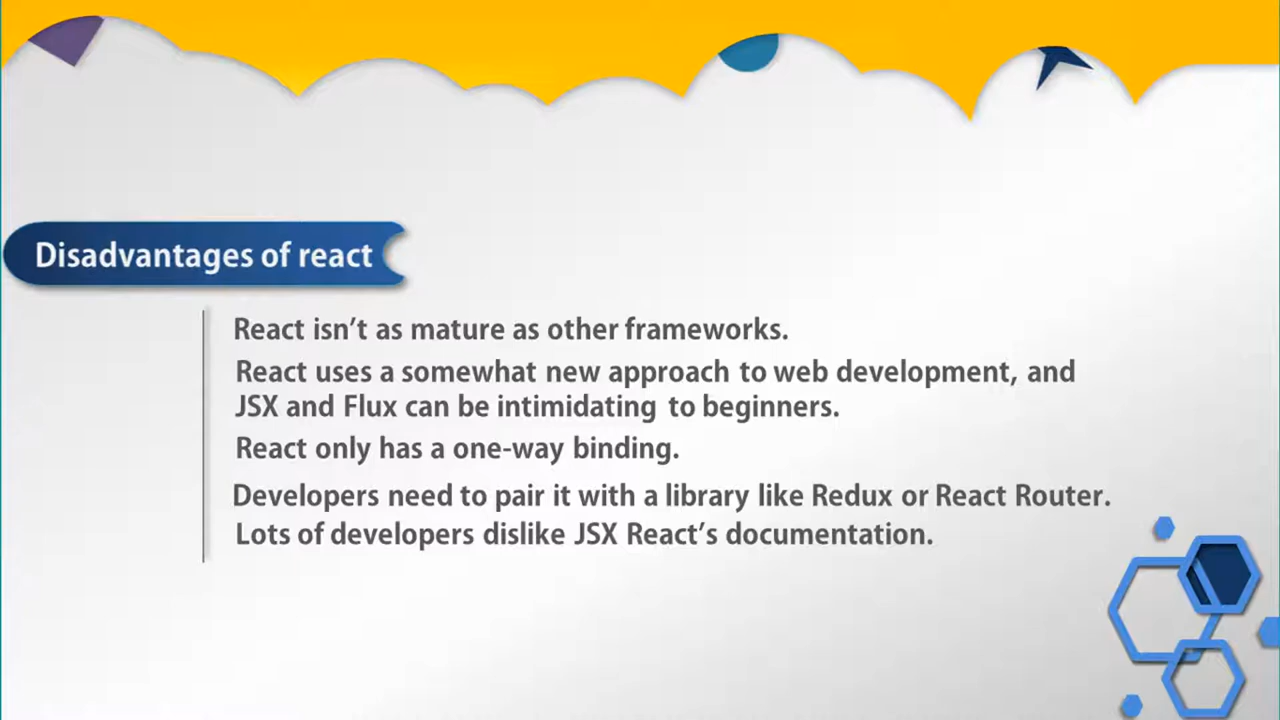 Disadvantages of react
React isn't as mature as other frameworks.
React uses a somewhat new approach to web development, and
JSX and Flux can be intimidating to beginners.
React only has a one-way binding.
Developers need to pair it with a library like Redux or React Router.
Lots of developers dislike JSX React's documentation.